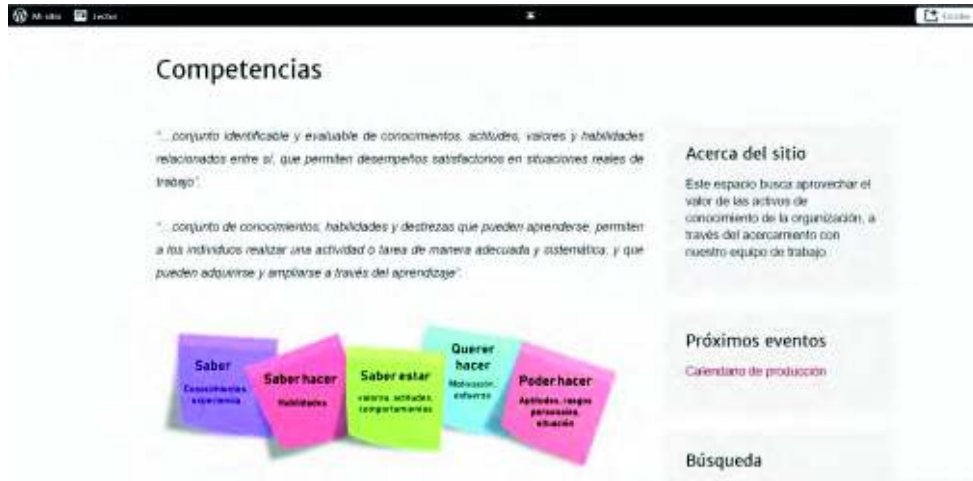 Mi sitio Lector
Escribir
Competencias
"...conjunto identificable y evaluable de conocimientos, actitudes, valores y habilidades
relacionados entre sí, que permiten desempeños satisfactorios en situaciones reales de
trabajo".
"...conjunto de conocimientos, habilidades y destrezas que pueden aprenderse, permiten
a los individuos realizar una actividad o tarea de manera adecuada y sistemática; y que
pueden adquirirse y ampliarse a través del aprendizaje".
Saber
Conocimientos
experiencia
Saber hacer
Habilidades
Saber estar
valores, actitudes,
comportamientos
Querer
hacer
Motivación,
esfuerzo
Poder hacer
Aptitudes, rasgos
personales,
situación
Acerca del sitio
Este espacio busca aprovechar el
valor de las activos de
conocimiento de la organización, a
través del acercamiento con
nuestro equipo de trabajo
Próximos eventos
Calendario de producción
Búsqueda